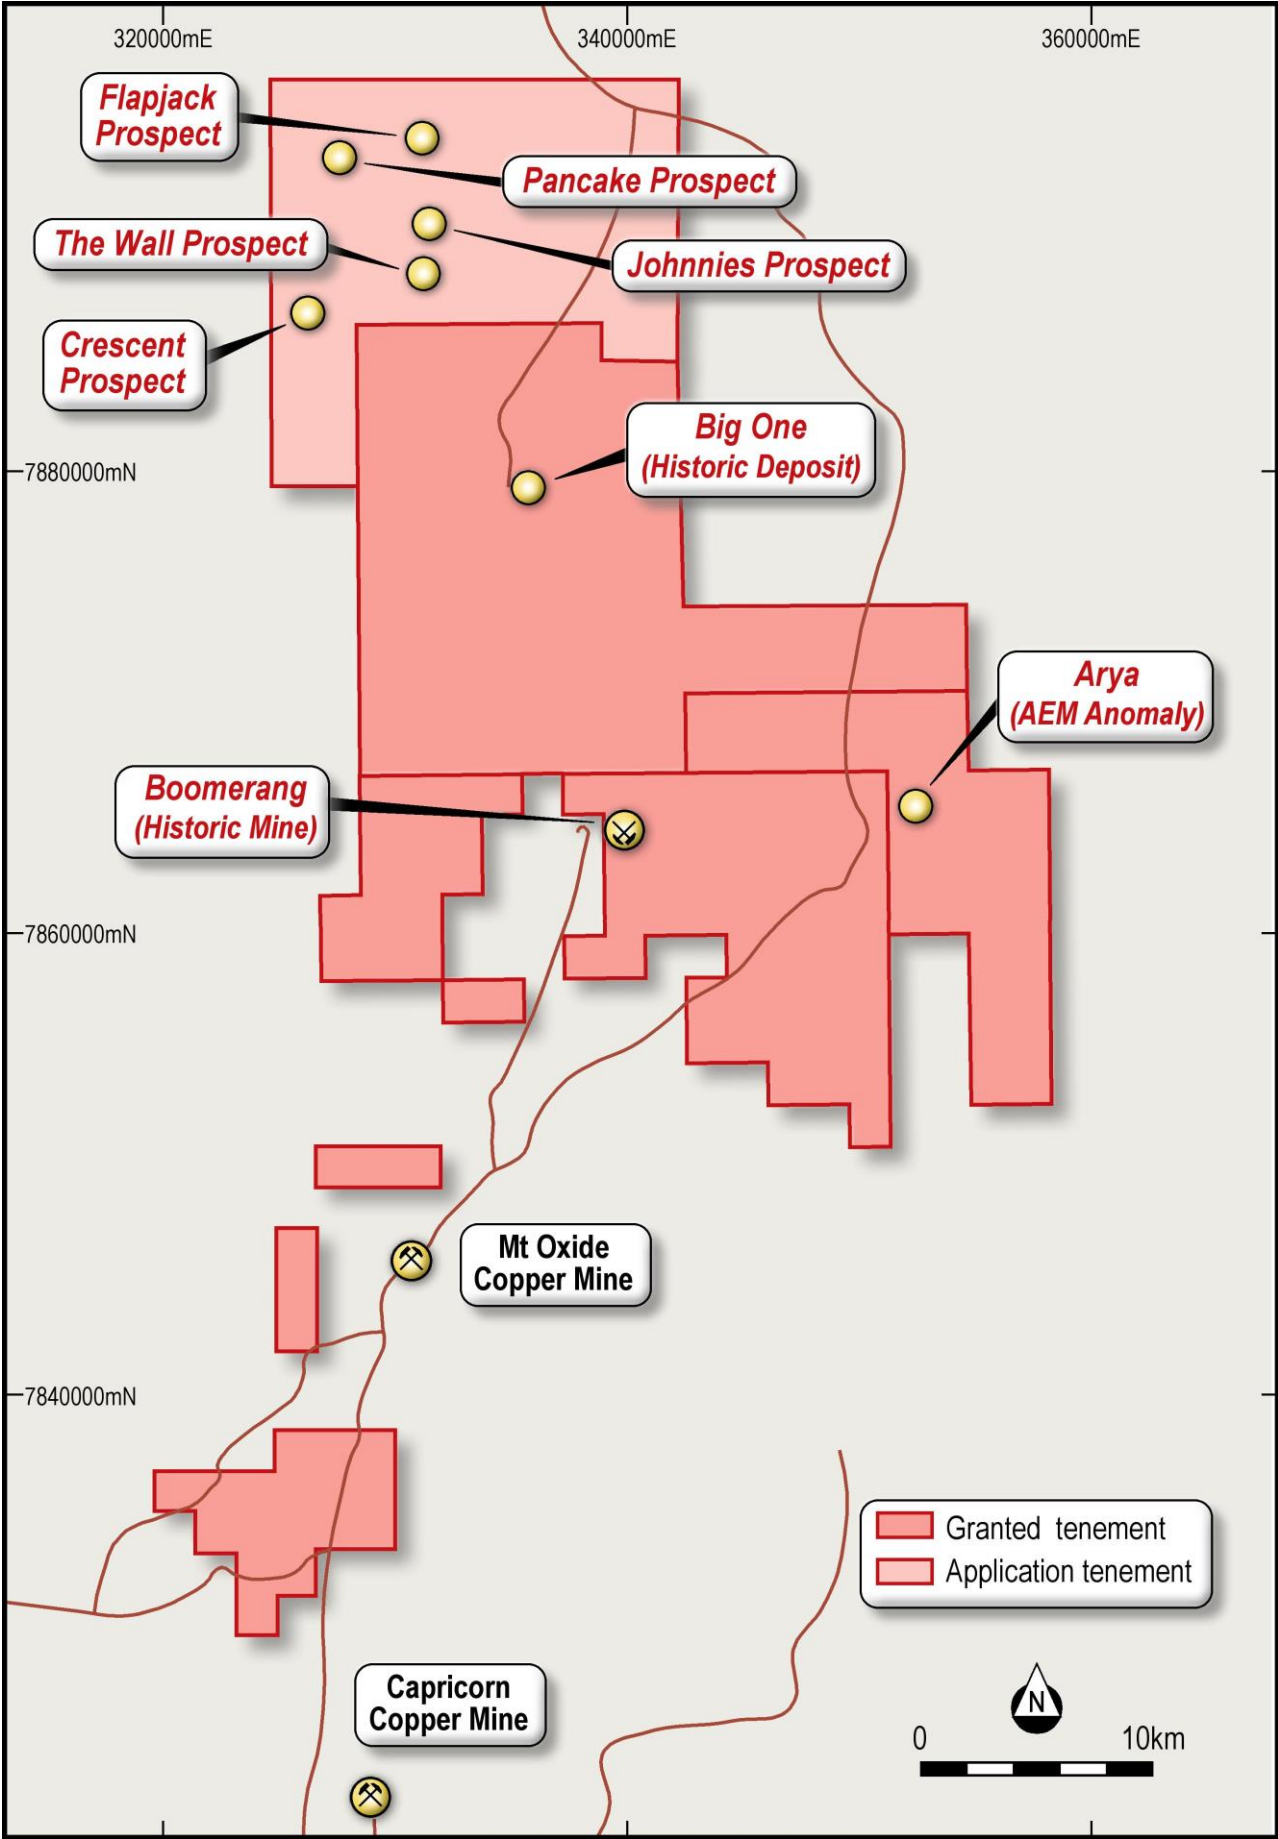 320000mE
340000mE
360000mE
Flapjack
Prospect
Pancake Prospect
The Wall Prospect
Johnnies Prospect
Crescent
Prospect
Big One
(Historic Deposit)
7880000mN
Arya
(AEM Anomaly)
Boomerang
(Historic Mine)
7860000mN
Mt Oxide
Copper Mine
7840000mN
Granted tenement
Application tenement
Capricorn
Copper Mine
N
0
10km